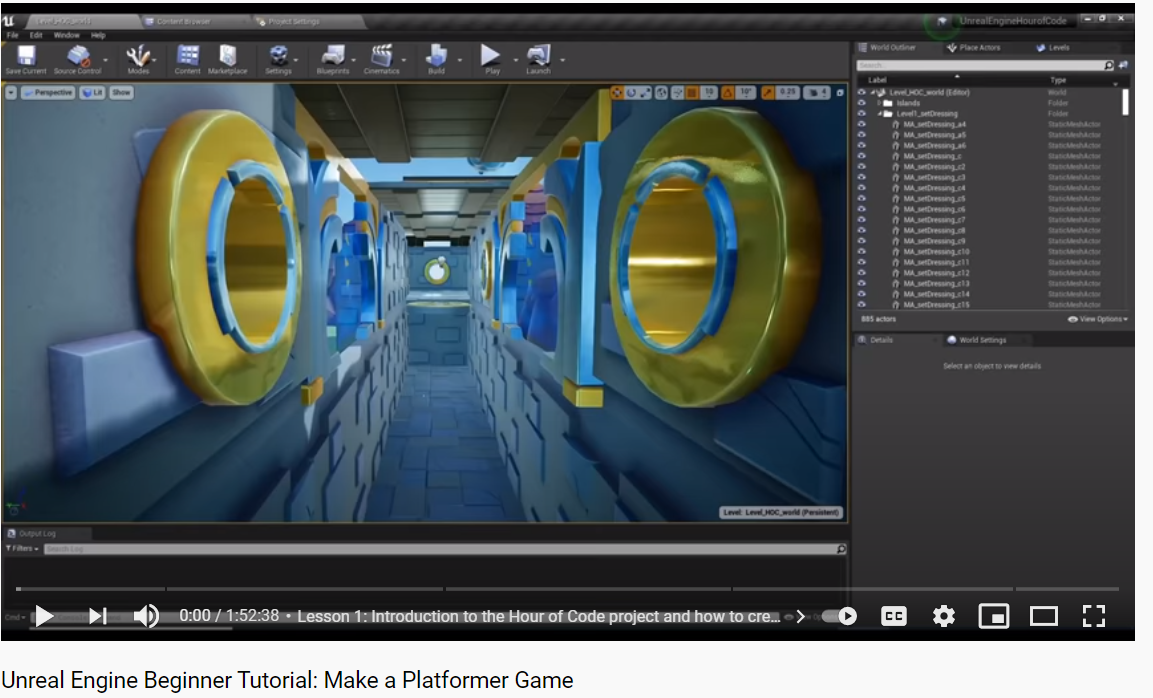 Level_HOC_world Content Browser Project Settings UnrealEngineHourofCode
File Edit Window Help
Save Current Source Control Modes Content Marketplace Settings Blueprints Cinematics Build Play Launch
World Outliner Place Actors Levels
Search...
Label Type
Perspective Lit Show 10 10° 0.25 4
Level_HOC_world (Editor) World
Islands Folder
Level1_setDressing Folder
MA_setDressing_a4 StaticMeshActor
MA_setDressing_a5 StaticMeshActor
MA_setDressing_a6 StaticMeshActor
MA_setDressing_c StaticMeshActor
MA_setDressing_c2 StaticMeshActor
MA_setDressing_c3 StaticMeshActor
MA_setDressing_c4 StaticMeshActor
MA_setDressing_c5 StaticMeshActor
MA_setDressing_c6 StaticMeshActor
MA_setDressing_c7 StaticMeshActor
MA_setDressing_c8 StaticMeshActor
MA_setDressing_c9 StaticMeshActor
MA_setDressing_c10 StaticMeshActor
MA_setDressing_c11 StaticMeshActor
MA_setDressing_c12 StaticMeshActor
MA_setDressing_c13 StaticMeshActor
MA_setDressing_c14 StaticMeshActor
MA_setDressing_c15 StaticMeshActor
885 actors View Options
Details World Settings
Select an object to view details
Level: Level_HOC_world (Persistent)
Output Log
Filters Search Log
Cmd
0:00 / 1:52:38 • Lesson 1: Introduction to the Hour of Code project and how to cre...
CC
Unreal Engine Beginner Tutorial: Make a Platformer Game